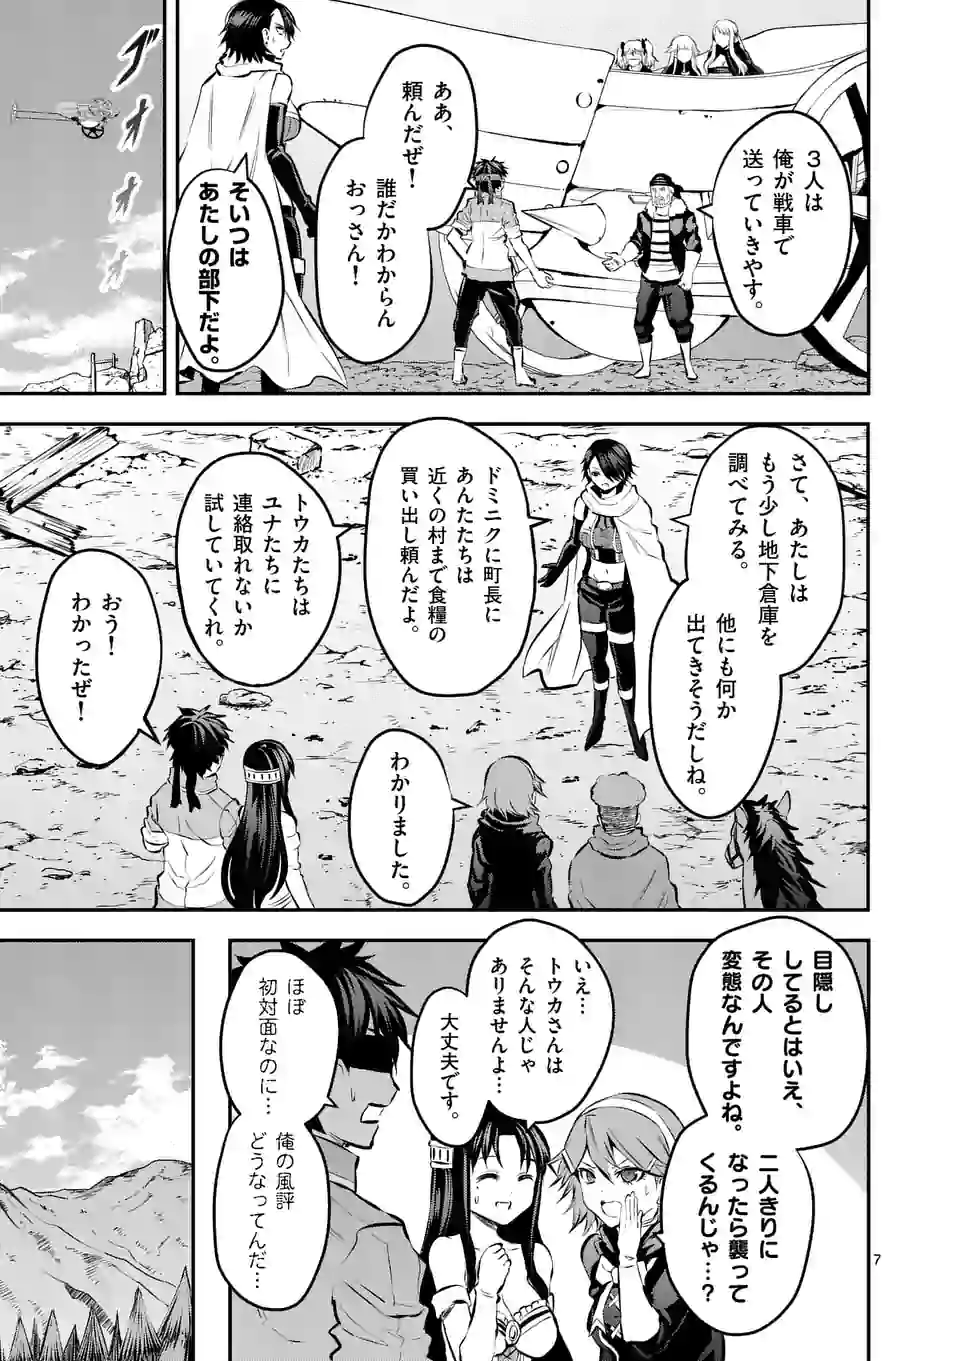 3人は
俺が戦車で
送っていきやす。
ああ、
頼んだぜ!
誰だかわからん
おっさん!
そいつは
あたしの部下だよ。
ブオオオォ
さて、あたしは
もう少し地下倉庫を
調べてみる。
他にも何か
出てきそうだしね。
ドミニクに町長に
あんたたちは
近くの村まで食糧の
買い出し頼んだよ。
トウカたちは
ユナたちに
連絡取れないか
試していてくれ。
わかりました。
おう!
わかったぜ!
目隠し
してるとはいえ、
その人
変態なんですよね。
二人きりに
なったら襲って
くるんじゃ…?
いえ…
トウカさんは
そんな人じゃ
ありませんよ…
大丈夫です。
ほぼ
初対面なのに…
俺の風評
どうなってんだ…
7